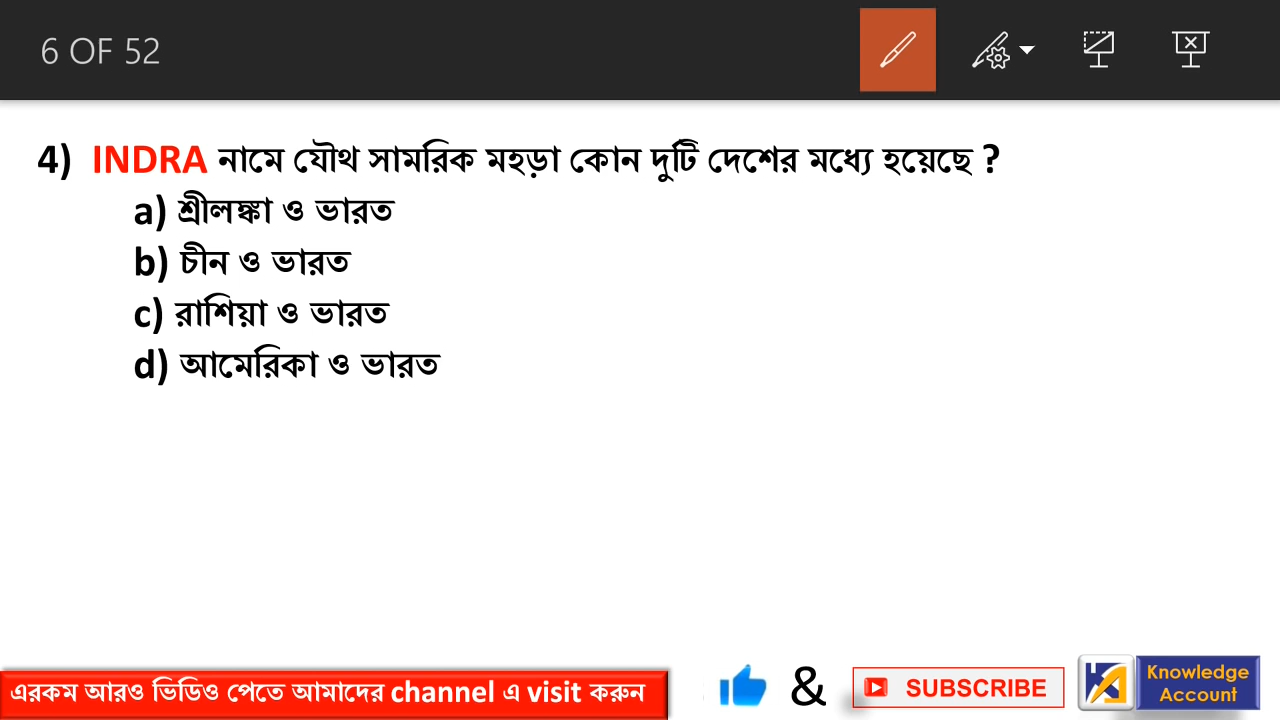 6 OF 52
4) INDRA নামে যৌথ সামরিক মহড়া কোন দুটি দেশের মধ্যে হয়েছে ?
a) শ্রীলঙ্কা ও ভারত
b) চীন ও ভারত
c) রাশিয়া ও ভারত
d) আমেরিকা ও ভারত
এরকম আরও ভিডিও পেতে আমাদের channel এ visit করুন
& SUBSCRIBE
Knowledge
Account